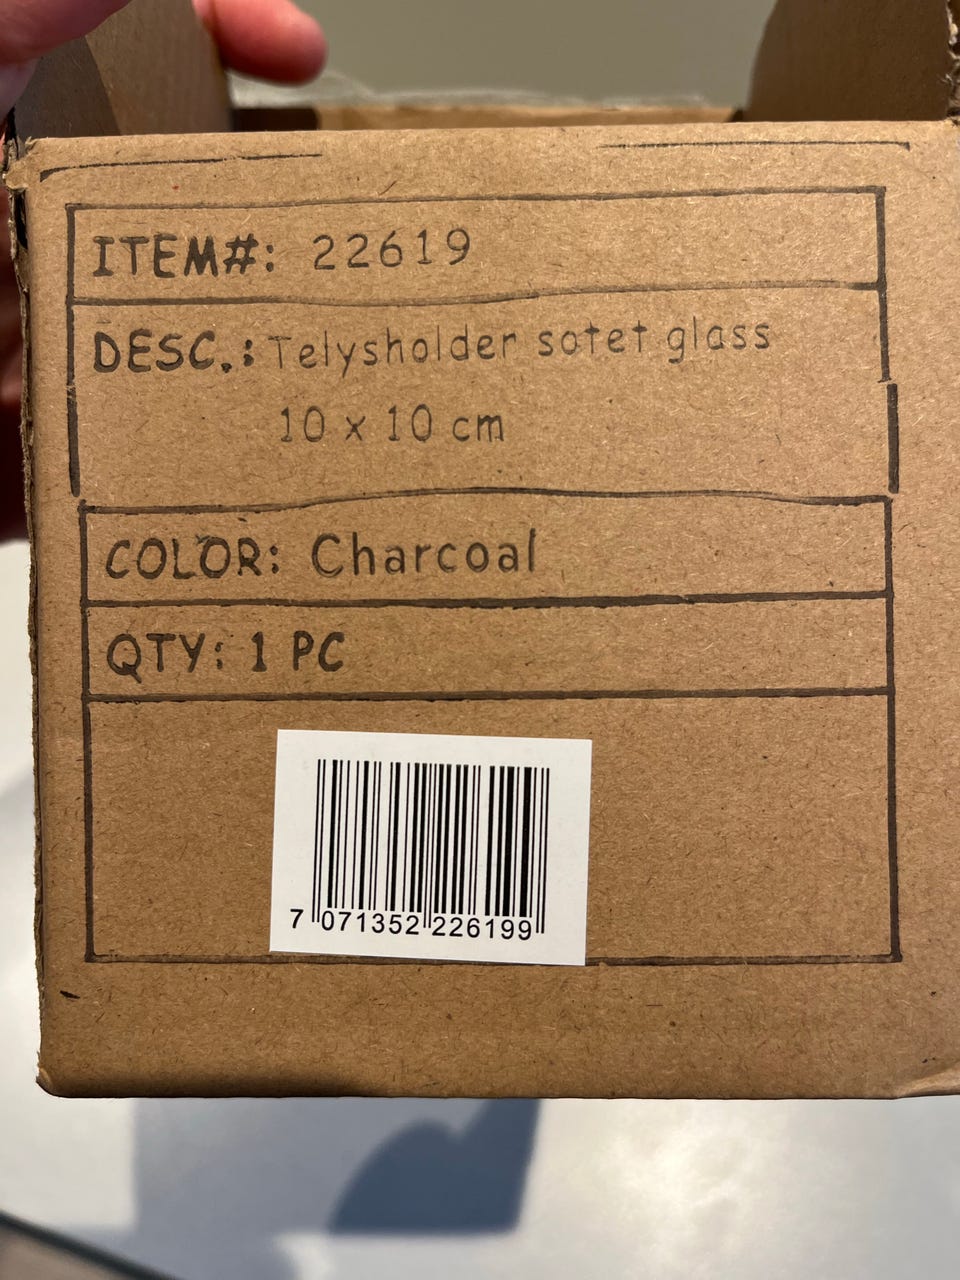 ITEM#: 22619
DESC.: Telysholder sotet glass
10 x 10 cm
COLOR: Charcoal
QTY: 1 PC
7 071352 226199